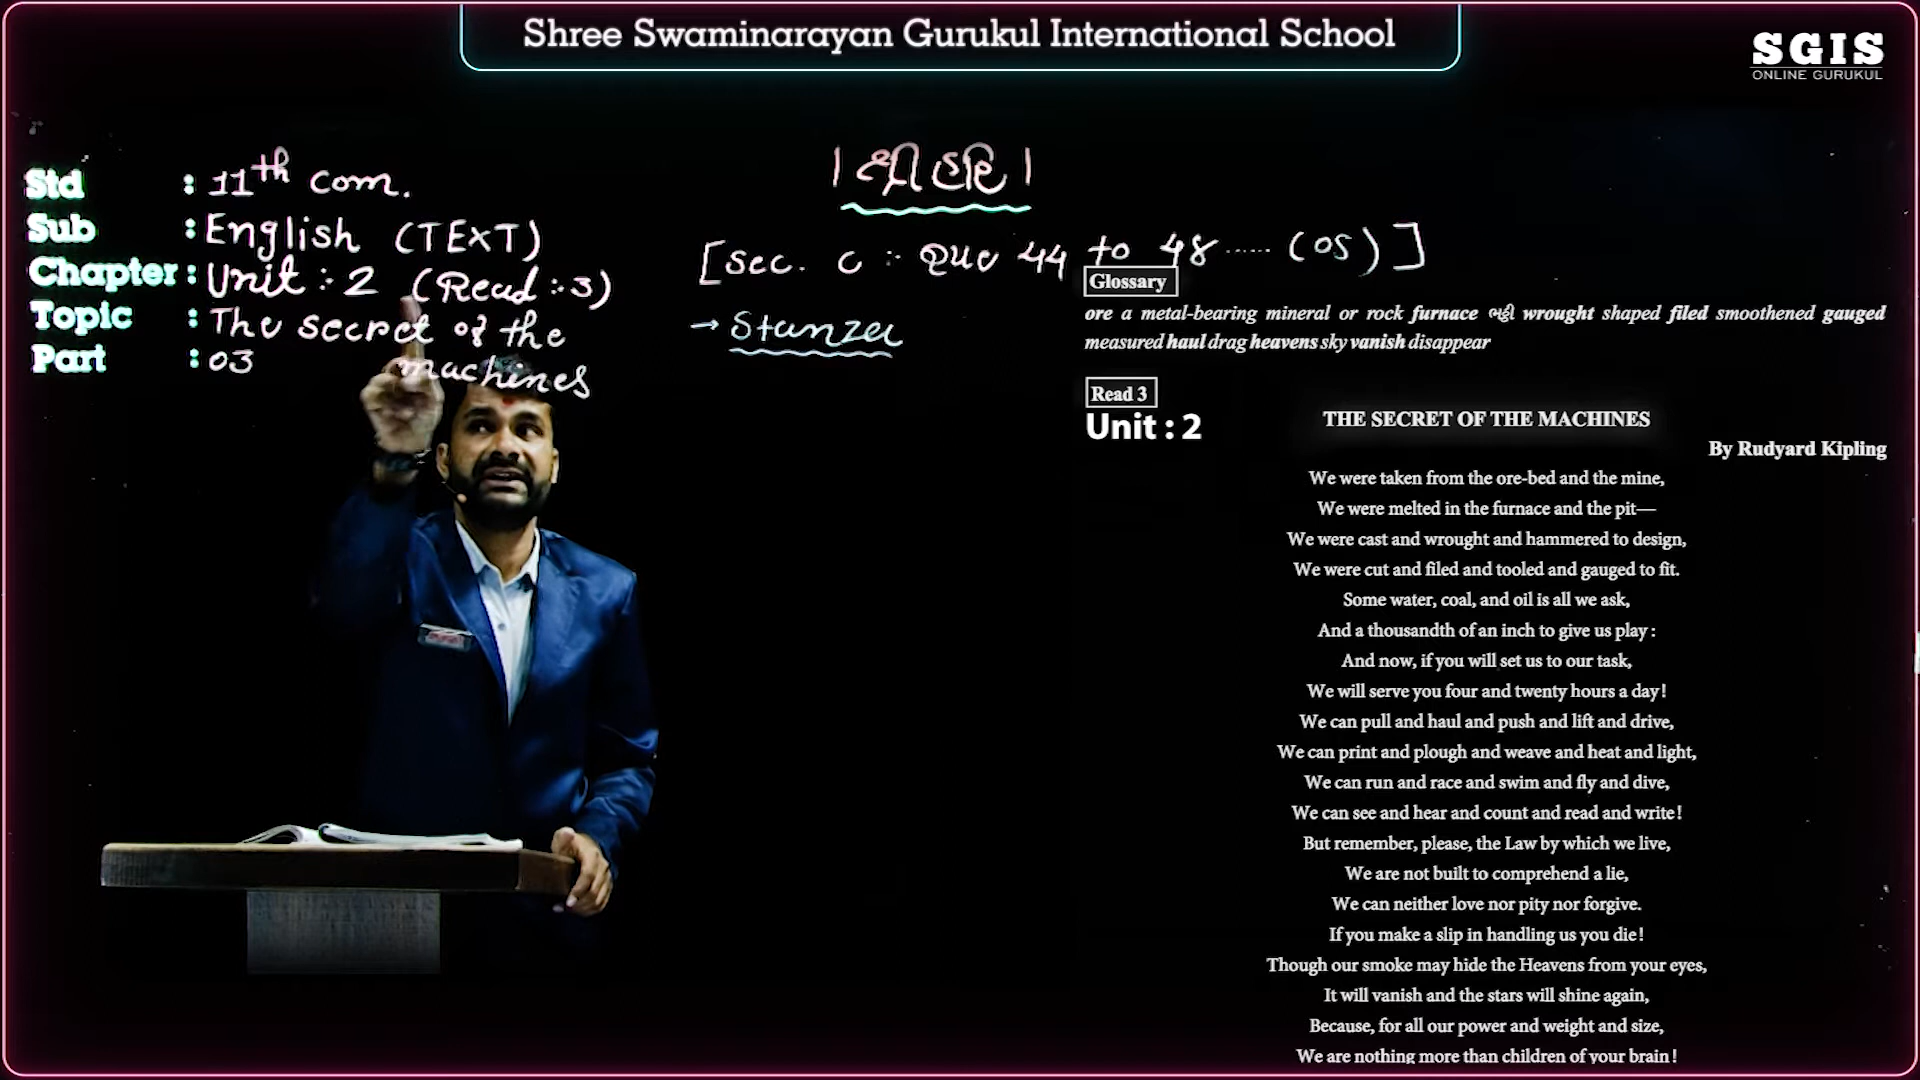 Shree Swaminarayan Gurukul International School
SGIS
ONLINE GURUKUL
Std : 11th com.
Sub : English (TEXT)
Chapter : Unit :- 2 (Read :- 3)
Topic : The secret of the machines
Part : 03
। શ્રી હરિ ।
[sec. c :- Que 44 to 48 ...... (05)]
→ Stanza
Glossary
ore a metal-bearing mineral or rock furnace ભઠ્ઠી wrought shaped filed smoothened gauged
measured haul drag heavens sky vanish disappear
Read 3
Unit : 2
THE SECRET OF THE MACHINES
By Rudyard Kipling
We were taken from the ore-bed and the mine,
We were melted in the furnace and the pit—
We were cast and wrought and hammered to design,
We were cut and filed and tooled and gauged to fit.
Some water, coal, and oil is all we ask,
And a thousandth of an inch to give us play :
And now, if you will set us to our task,
We will serve you four and twenty hours a day !
We can pull and haul and push and lift and drive,
We can print and plough and weave and heat and light,
We can run and race and swim and fly and dive,
We can see and hear and count and read and write !
But remember, please, the Law by which we live,
We are not built to comprehend a lie,
We can neither love nor pity nor forgive.
If you make a slip in handling us you die !
Though our smoke may hide the Heavens from your eyes,
It will vanish and the stars will shine again,
Because, for all our power and weight and size,
We are nothing more than children of your brain !